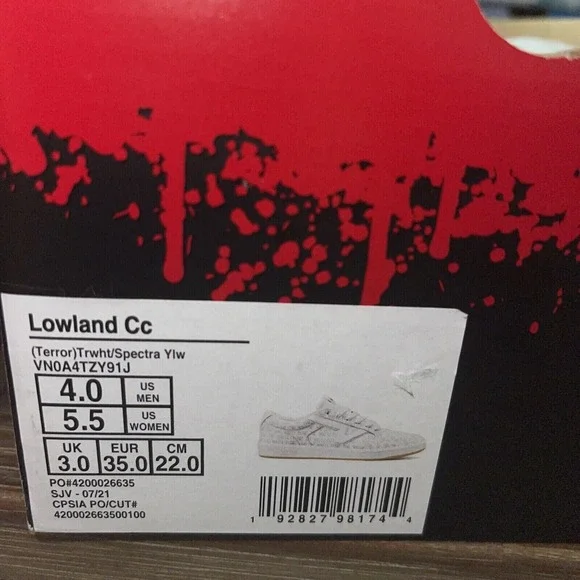 Lowland Cc
(Terror)Trwht/Spectra Ylw
VN0A4TZY91J
4.0 US MEN
5.5 US WOMEN
UK EUR CM
3.0 35.0 22.0
PO#4200026635
SJV - 07/21
CPSIA PO/CUT#
420002663500100
1 92827 98174 4